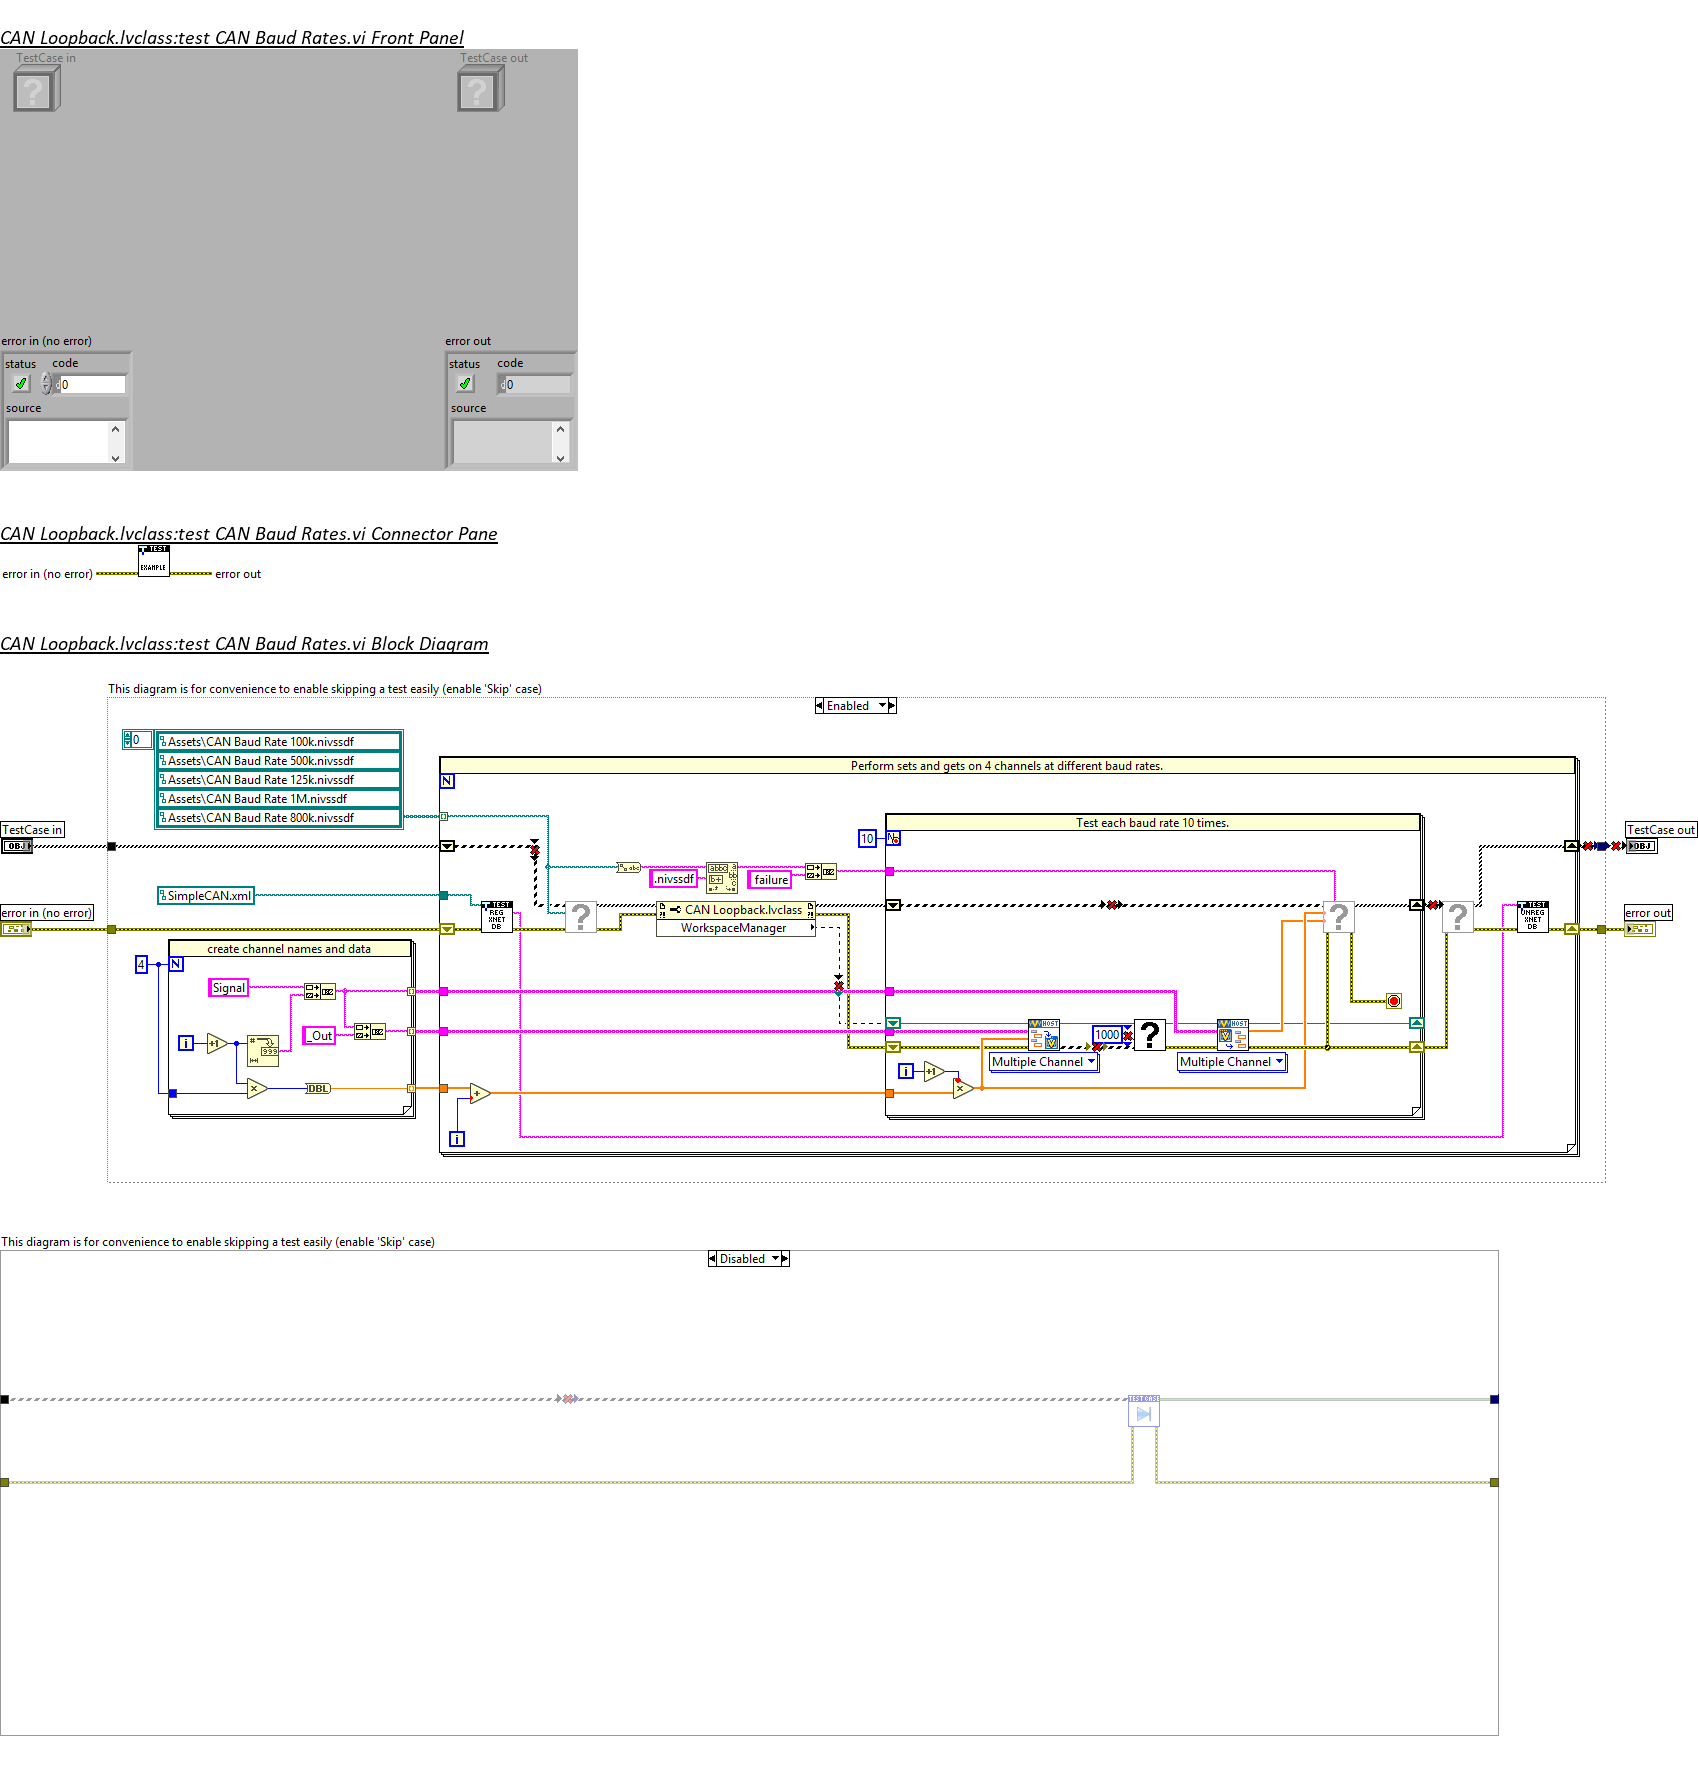 CAN Loopback.lvclass:test CAN Baud Rates.vi Front Panel
TestCase in
TestCase out
?
?
error in (no error)
error out
status code
status code
d 0
d 0
source
source
CAN Loopback.lvclass:test CAN Baud Rates.vi Connector Pane
TEST
EXAMPLE
error in (no error)
error out
CAN Loopback.lvclass:test CAN Baud Rates.vi Block Diagram
This diagram is for convenience to enable skipping a test easily (enable 'Skip' case)
Enabled
0
Assets\CAN Baud Rate 100k.nivssdf
Assets\CAN Baud Rate 500k.nivssdf
Assets\CAN Baud Rate 125k.nivssdf
Assets\CAN Baud Rate 1M.nivssdf
Assets\CAN Baud Rate 800k.nivssdf
Perform sets and gets on 4 channels at different baud rates.
N
TestCase in
OBJ
10
N
Test each baud rate 10 times.
TestCase out
OBJ
.nivssdf
failure
SimpleCAN.xml
TEST
REG
XNET
DB
?
CAN Loopback.lvclass
WorkspaceManager
?
?
TEST
UNREG
XNET
DB
error in (no error)
error out
create channel names and data
4
N
Signal
_Out
i
+1
#
999
x
DBL
+
i
HOST
Multiple Channel
1000
?
HOST
Multiple Channel
i
+1
x
This diagram is for convenience to enable skipping a test easily (enable 'Skip' case)
Disabled
TEST CASE